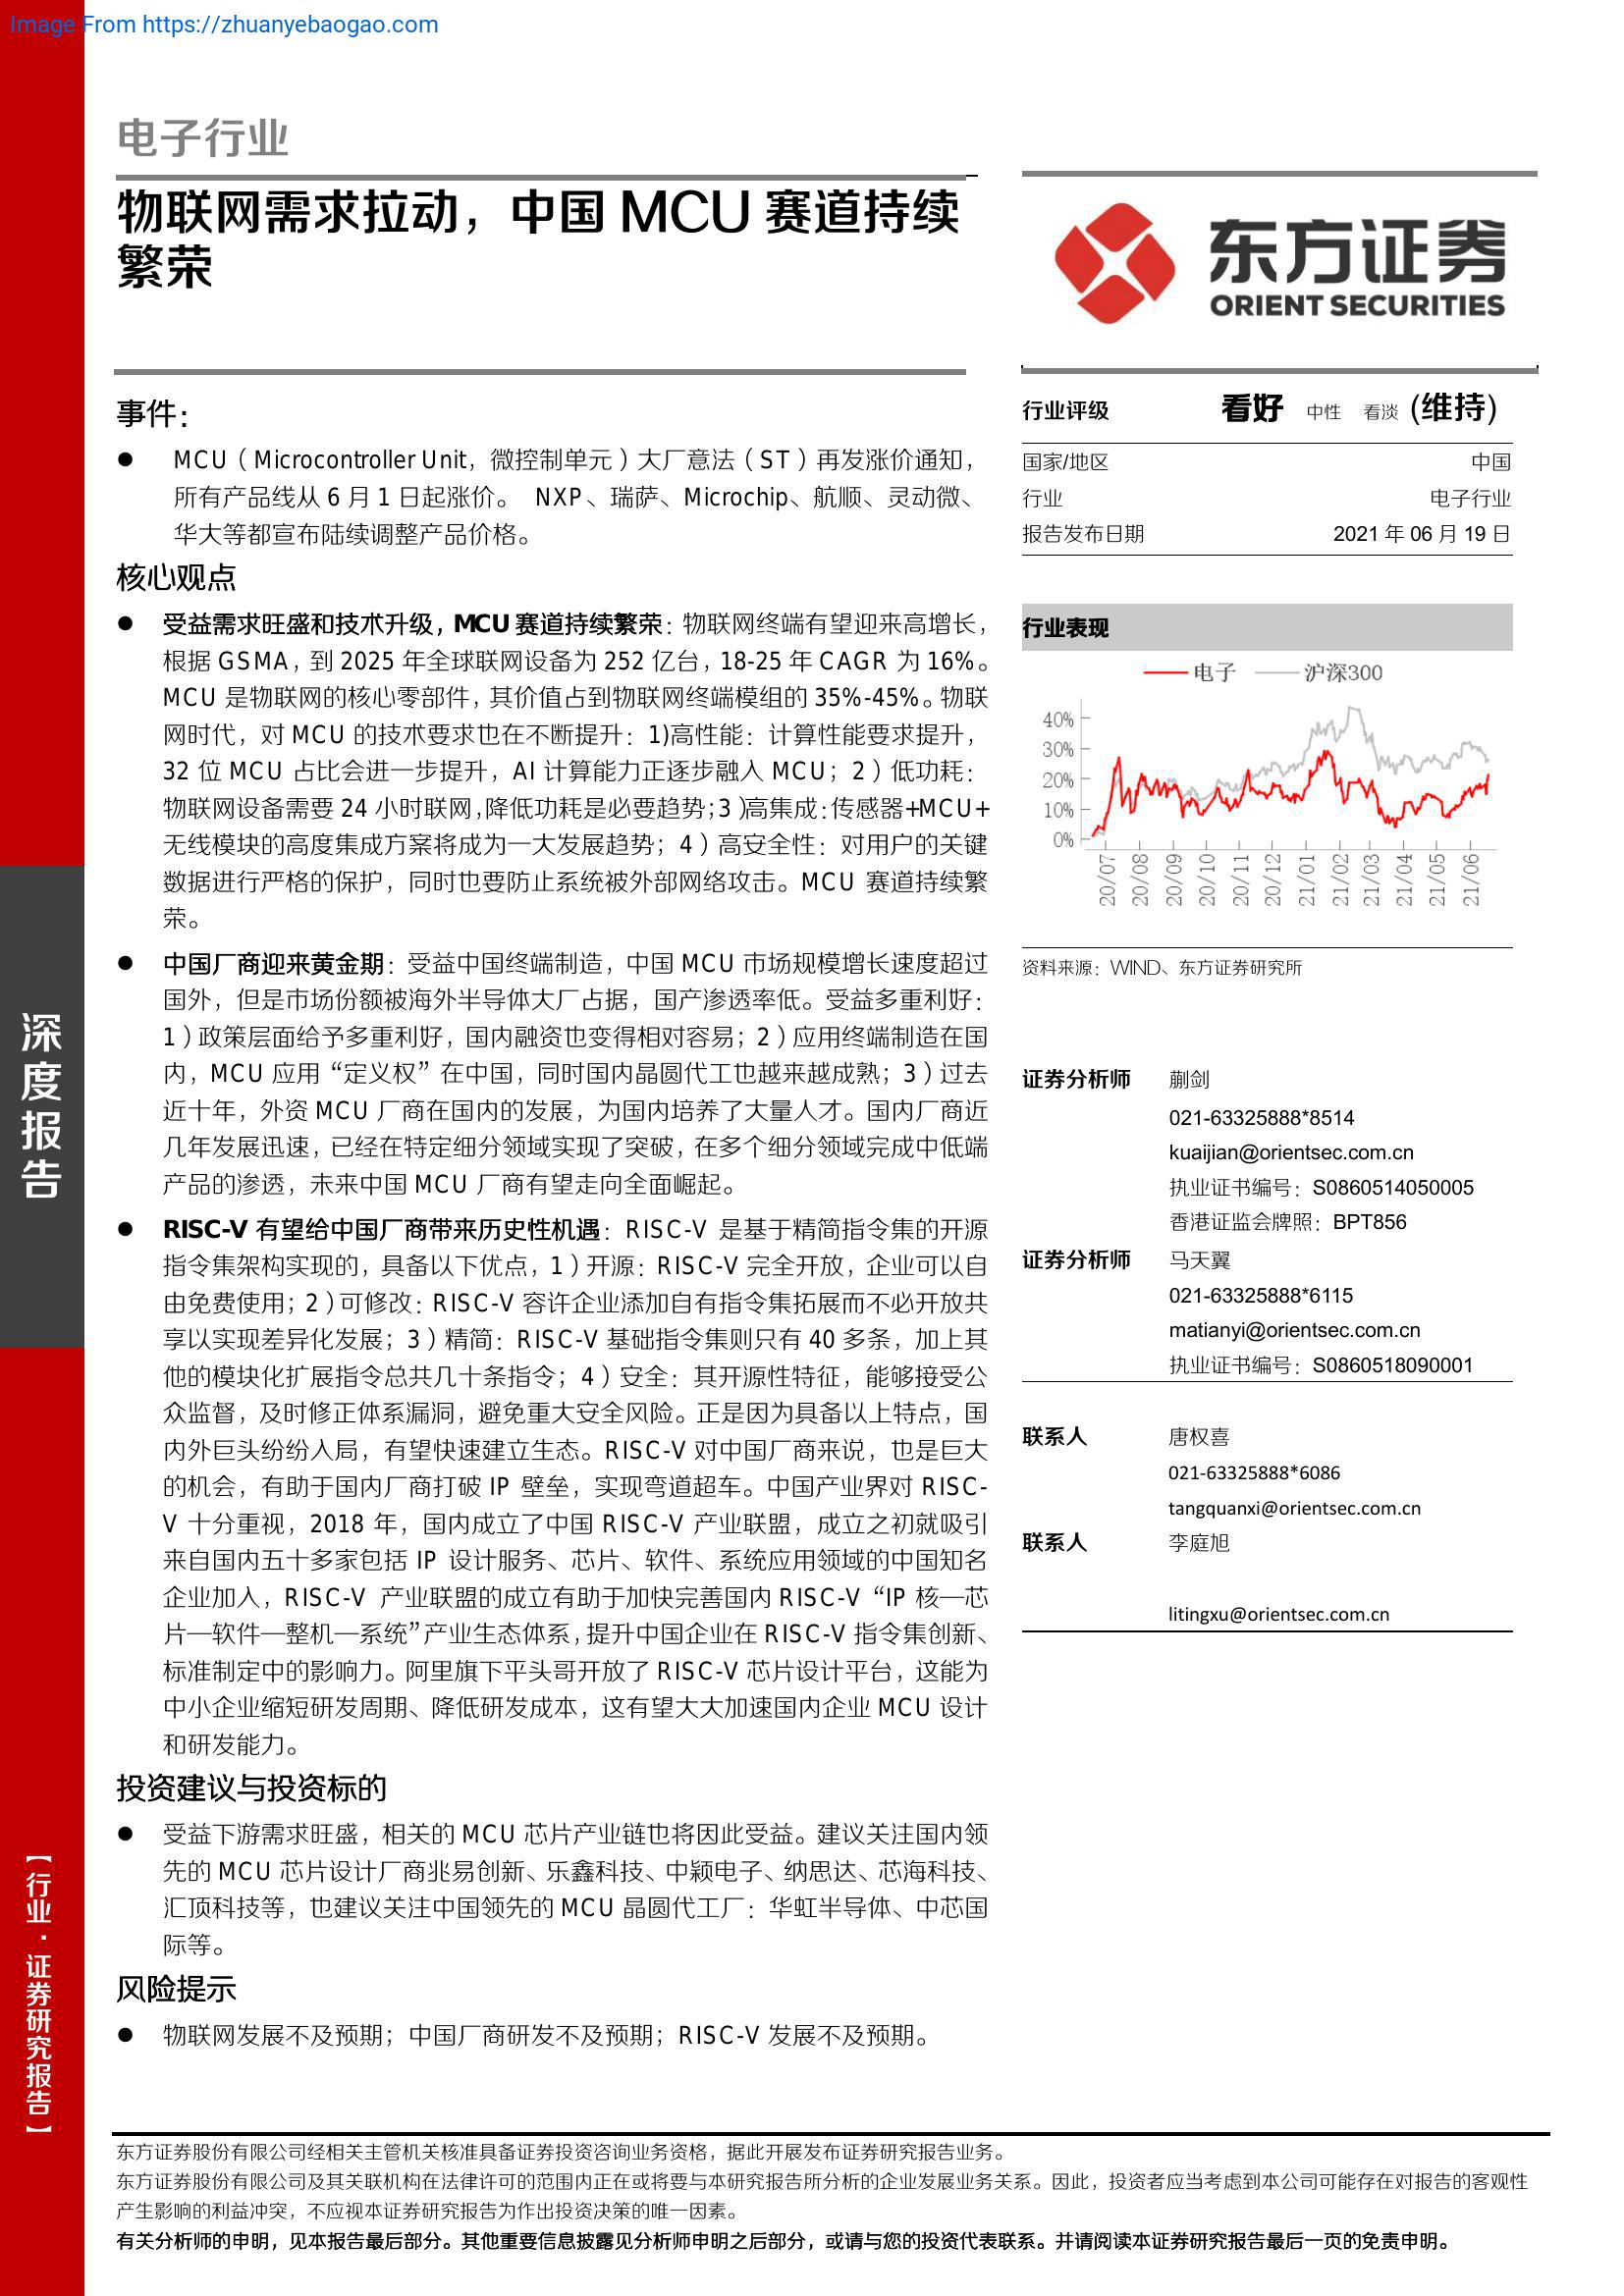 Image From https://zhuanyebaogao.com
电子行业
物联网需求拉动，中国 MCU 赛道持续
繁荣
事件：
● MCU（Microcontroller Unit，微控制单元）大厂意法（ST）再发涨价通知，
所有产品线从 6 月 1 日起涨价。 NXP、瑞萨、Microchip、航顺、灵动微、
华大等都宣布陆续调整产品价格。
核心观点
● 受益需求旺盛和技术升级，MCU 赛道持续繁荣：物联网终端有望迎来高增长，
根据 GSMA，到 2025 年全球联网设备为 252 亿台，18-25 年 CAGR 为 16%。
MCU 是物联网的核心零部件，其价值占到物联网终端模组的 35%-45%。物联
网时代，对 MCU 的技术要求也在不断提升：1)高性能：计算性能要求提升，
32 位 MCU 占比会进一步提升，AI 计算能力正逐步融入 MCU；2）低功耗：
物联网设备需要 24 小时联网，降低功耗是必要趋势；3）高集成：传感器+MCU+
无线模块的高度集成方案将成为一大发展趋势；4）高安全性：对用户的关键
数据进行严格的保护，同时也要防止系统被外部网络攻击。MCU 赛道持续繁
荣。
● 中国厂商迎来黄金期：受益中国终端制造，中国 MCU 市场规模增长速度超过
国外，但是市场份额被海外半导体大厂占据，国产渗透率低。受益多重利好：
1）政策层面给予多重利好，国内融资也变得相对容易；2）应用终端制造在国
内，MCU 应用“定义权”在中国，同时国内晶圆代工也越来越成熟；3）过去
近十年，外资 MCU 厂商在国内的发展，为国内培养了大量人才。国内厂商近
几年发展迅速，已经在特定细分领域实现了突破，在多个细分领域完成中低端
产品的渗透，未来中国 MCU 厂商有望走向全面崛起。
● RISC-V 有望给中国厂商带来历史性机遇：RISC-V 是基于精简指令集的开源
指令集架构实现的，具备以下优点，1）开源：RISC-V 完全开放，企业可以自
由免费使用；2）可修改：RISC-V 容许企业添加自有指令集拓展而不必开放共
享以实现差异化发展；3）精简：RISC-V 基础指令集则只有 40 多条，加上其
他的模块化扩展指令总共几十条指令；4）安全：其开源性特征，能够接受公
众监督，及时修正体系漏洞，避免重大安全风险。正是因为具备以上特点，国
内外巨头纷纷入局，有望快速建立生态。RISC-V 对中国厂商来说，也是巨大
的机会，有助于国内厂商打破 IP 壁垒，实现弯道超车。中国产业界对 RISC-
V 十分重视，2018 年，国内成立了中国 RISC-V 产业联盟，成立之初就吸引
来自国内五十多家包括 IP 设计服务、芯片、软件、系统应用领域的中国知名
企业加入，RISC-V 产业联盟的成立有助于加快完善国内 RISC-V “IP 核—芯
片—软件—整机—系统”产业生态体系，提升中国企业在 RISC-V 指令集创新、
标准制定中的影响力。阿里旗下平头哥开放了 RISC-V 芯片设计平台，这能为
中小企业缩短研发周期、降低研发成本，这有望大大加速国内企业 MCU 设计
和研发能力。
投资建议与投资标的
● 受益下游需求旺盛，相关的 MCU 芯片产业链也将因此受益。建议关注国内领
先的 MCU 芯片设计厂商兆易创新、乐鑫科技、中颖电子、纳思达、芯海科技、
汇顶科技等，也建议关注中国领先的 MCU 晶圆代工厂：华虹半导体、中芯国
际等。
风险提示
● 物联网发展不及预期；中国厂商研发不及预期；RISC-V 发展不及预期。
东方证券
ORIENT SECURITIES
行业评级 看好 中性 看淡 (维持)
国家/地区 中国
行业 电子行业
报告发布日期 2021 年 06 月 19 日
行业表现
电子 沪深300
40%
30%
20%
10%
0%
20/07 20/08 20/09 20/10 20/11 20/12 21/01 21/02 21/03 21/04 21/05 21/06
资料来源：WIND、东方证券研究所
证券分析师 蒯剑
021-63325888*8514
kuaijian@orientsec.com.cn
执业证书编号：S0860514050005
香港证监会牌照：BPT856
证券分析师 马天翼
021-63325888*6115
matianyi@orientsec.com.cn
执业证书编号：S0860518090001
联系人 唐权喜
021-63325888*6086
tangquanxi@orientsec.com.cn
联系人 李庭旭
litingxu@orientsec.com.cn
深度报告
【行业·证券研究报告】
东方证券股份有限公司经相关主管机关核准具备证券投资咨询业务资格，据此开展发布证券研究报告业务。
东方证券股份有限公司及其关联机构在法律许可的范围内正在或将要与本研究报告所分析的企业发展业务关系。因此，投资者应当考虑到本公司可能存在对报告的客观性
产生影响的利益冲突，不应视本证券研究报告为作出投资决策的唯一因素。
有关分析师的申明，见本报告最后部分。其他重要信息披露见分析师申明之后部分，或请与您的投资代表联系。并请阅读本证券研究报告最后一页的免责申明。